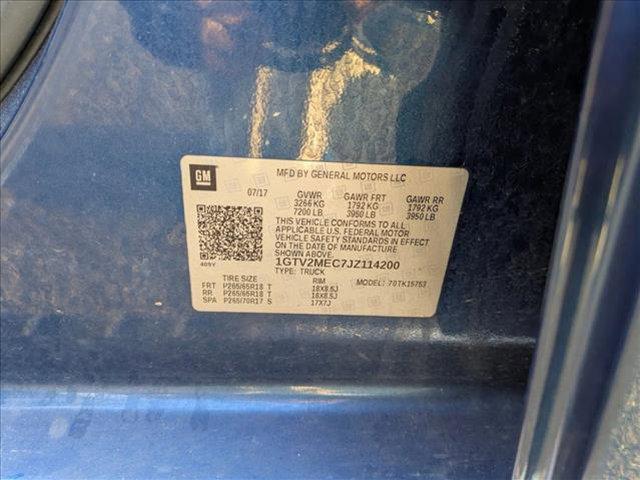 GM
MFD BY GENERAL MOTORS LLC
07/17 GVWR GAWR FRT GAWR RR
3266 KG 1792 KG 1792 KG
7200 LB 3950 LB 3950 LB
THIS VEHICLE CONFORMS TO ALL
APPLICABLE U.S. FEDERAL MOTOR
VEHICLE SAFETY STANDARDS IN EFFECT
ON THE DATE OF MANUFACTURE
SHOWN ABOVE.
1GTV2MEC7JZ114200
TYPE: TRUCK
TIRE SIZE RIM MODEL: 70TK15753
FRT P265/65R18 T 18X8.5J
RR P265/65R18 T 18X8.5J
SPA P265/70R17 S 17X7J